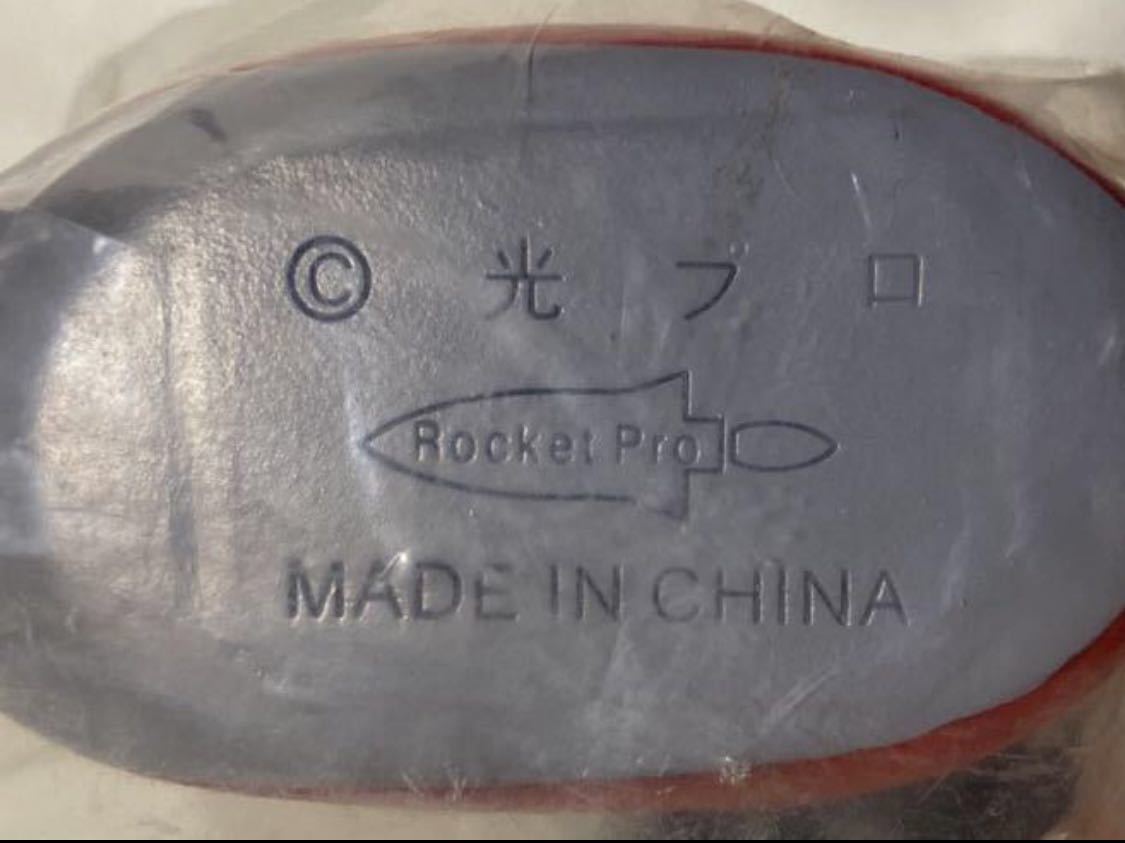 © 光プロ
Rocket Pro
MADE IN CHINA